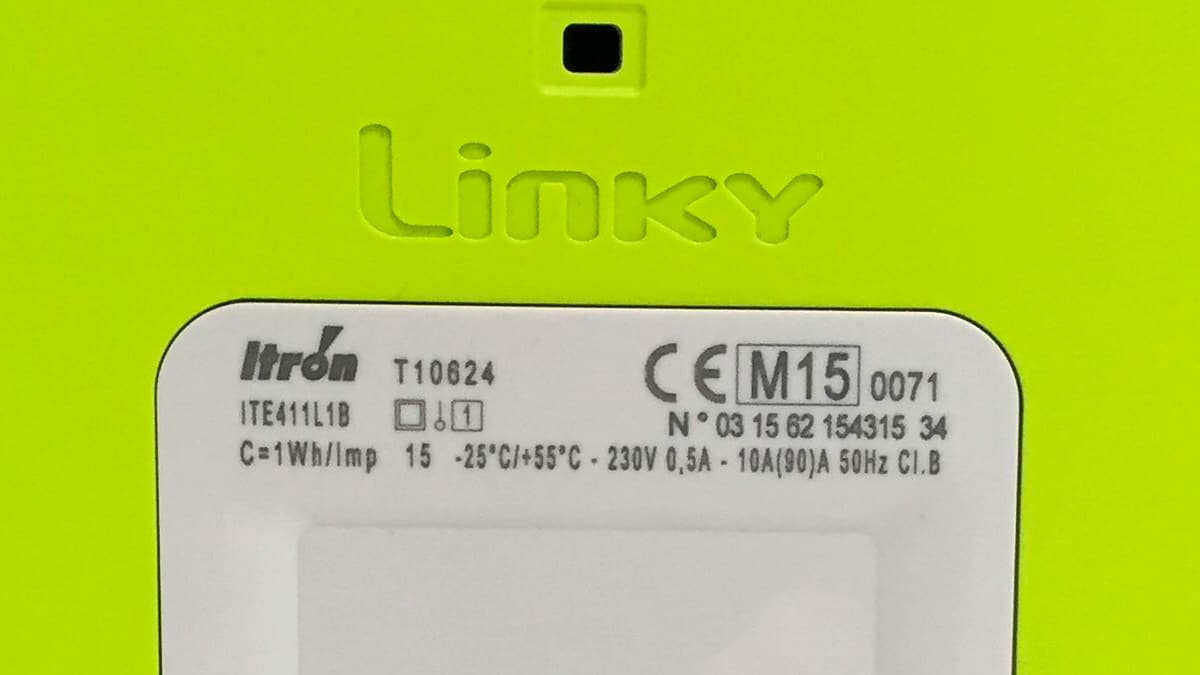 Linky
Itron T10624 CE M15 0071
ITE411L1B 1 N° 03 15 62 154315 34
C=1Wh/Imp 15 -25°C/+55°C - 230V 0,5A - 10A(90)A 50Hz Cl.B